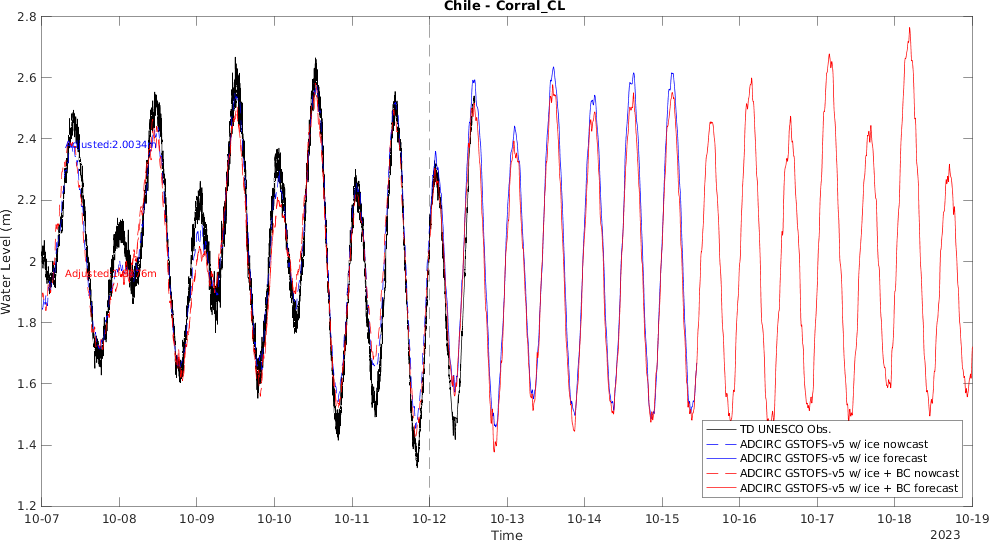 Chile - Corral_CL
Water Level (m)
2.8
2.6
2.4
2.2
2
1.8
1.6
1.4
1.2
Adjusted:2.0034m
TD UNESCO Obs.
ADCIRC GSTOFS-v5 w/ ice nowcast
ADCIRC GSTOFS-v5 w/ ice forecast
ADCIRC GSTOFS-v5 w/ ice + BC nowcast
ADCIRC GSTOFS-v5 w/ ice + BC forecast
10-07 10-08 10-09 10-10 10-11 10-12 10-13 10-14 10-15 10-16 10-17 10-18 10-19
Time
2023